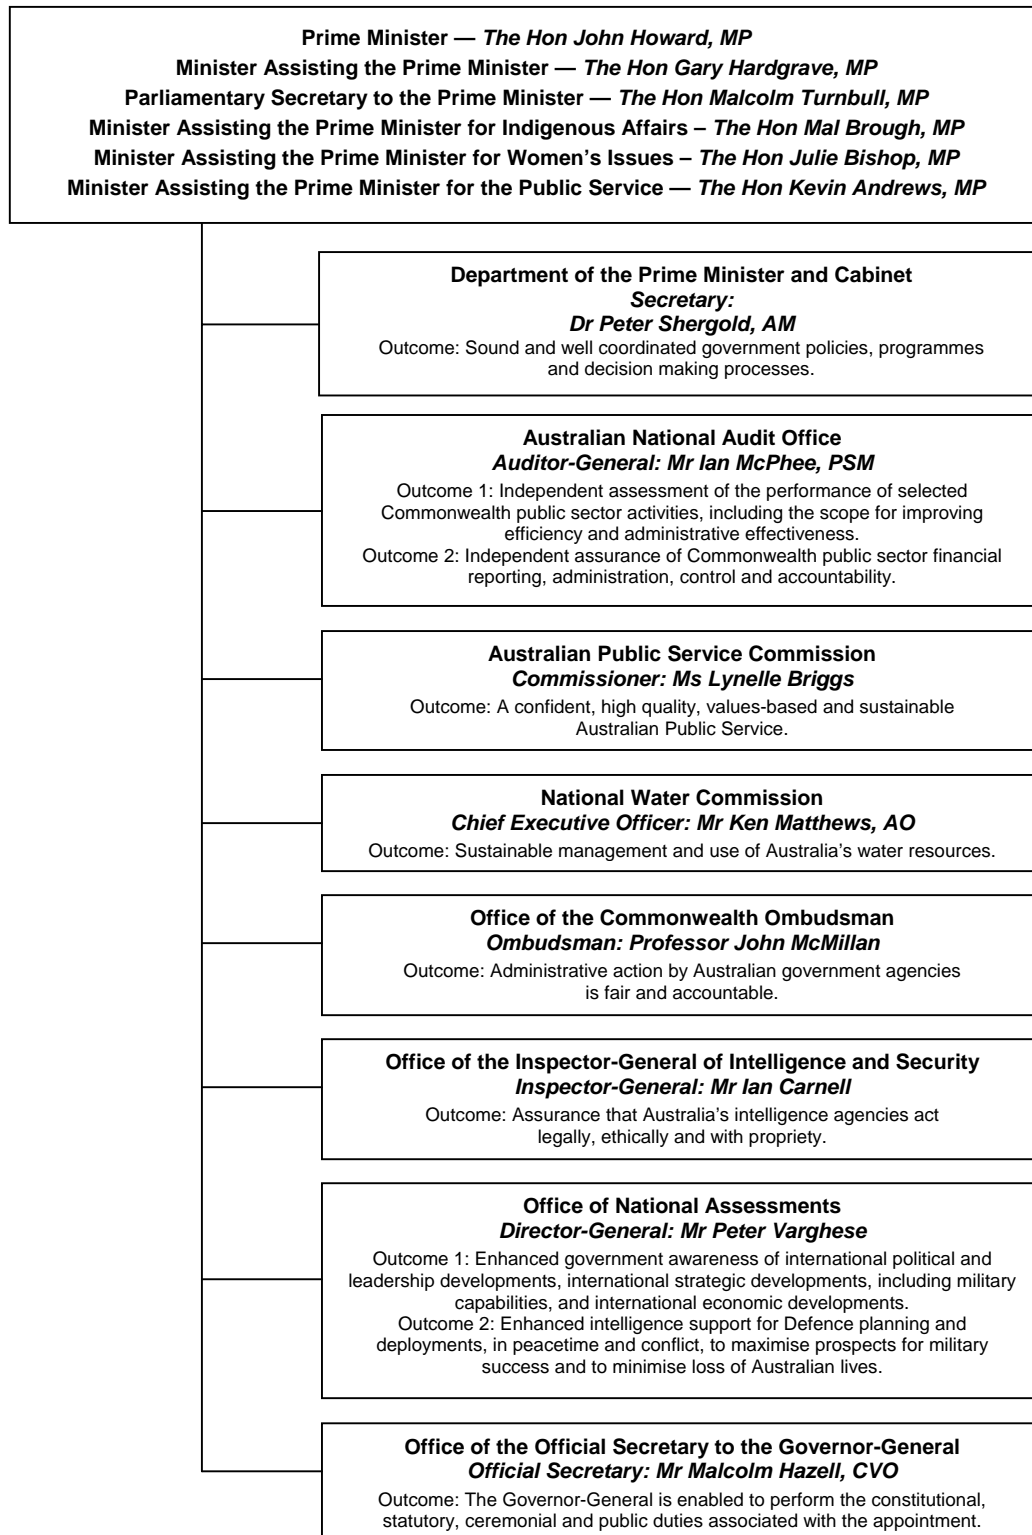 Prime Minister — The Hon John Howard, MP
Minister Assisting the Prime Minister — The Hon Gary Hardgrave, MP
Parliamentary Secretary to the Prime Minister — The Hon Malcolm Turnbull, MP
Minister Assisting the Prime Minister for Indigenous Affairs – The Hon Mal Brough, MP
Minister Assisting the Prime Minister for Women's Issues – The Hon Julie Bishop, MP
Minister Assisting the Prime Minister for the Public Service — The Hon Kevin Andrews, MP
Department of the Prime Minister and Cabinet
Secretary:
Dr Peter Shergold, AM
Outcome: Sound and well coordinated government policies, programmes
and decision making processes.
Australian National Audit Office
Auditor-General: Mr Ian McPhee, PSM
Outcome 1: Independent assessment of the performance of selected
Commonwealth public sector activities, including the scope for improving
efficiency and administrative effectiveness.
Outcome 2: Independent assurance of Commonwealth public sector financial
reporting, administration, control and accountability.
Australian Public Service Commission
Commissioner: Ms Lynelle Briggs
Outcome: A confident, high quality, values-based and sustainable
Australian Public Service.
National Water Commission
Chief Executive Officer: Mr Ken Matthews, AO
Outcome: Sustainable management and use of Australia's water resources.
Office of the Commonwealth Ombudsman
Ombudsman: Professor John McMillan
Outcome: Administrative action by Australian government agencies
is fair and accountable.
Office of the Inspector-General of Intelligence and Security
Inspector-General: Mr Ian Carnell
Outcome: Assurance that Australia's intelligence agencies act
legally, ethically and with propriety.
Office of National Assessments
Director-General: Mr Peter Varghese
Outcome 1: Enhanced government awareness of international political and
leadership developments, international strategic developments, including military
capabilities, and international economic developments.
Outcome 2: Enhanced intelligence support for Defence planning and
deployments, in peacetime and conflict, to maximise prospects for military
success and to minimise loss of Australian lives.
Office of the Official Secretary to the Governor-General
Official Secretary: Mr Malcolm Hazell, CVO
Outcome: The Governor-General is enabled to perform the constitutional,
statutory, ceremonial and public duties associated with the appointment.